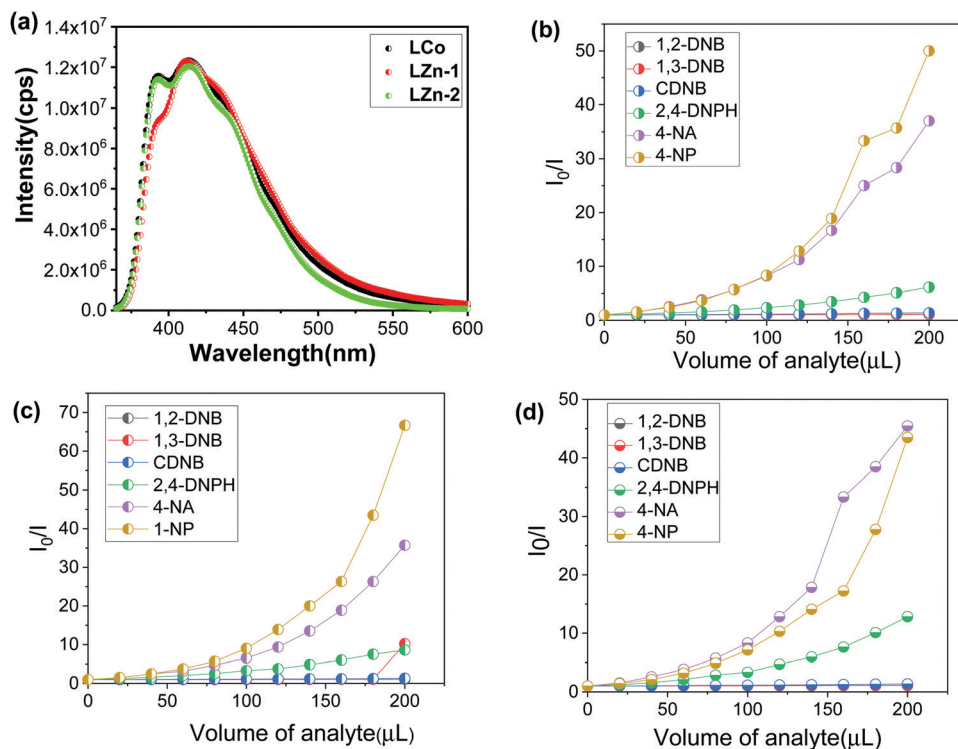 (a)
1.4x10⁷
1.2x10⁷
1.0x10⁷
8.0x10⁶
6.0x10⁶
4.0x10⁶
2.0x10⁶
0.0
Intensity(cps)
LCo
LZn-1
LZn-2
400 450 500 550 600
Wavelength(nm)
(b)
50
40
30
20
10
0
I₀/I
1,2-DNB
1,3-DNB
CDNB
2,4-DNPH
4-NA
4-NP
0 50 100 150 200
Volume of analyte(μL)
(c)
70
60
50
40
30
20
10
0
I₀/I
1,2-DNB
1,3-DNB
CDNB
2,4-DNPH
4-NA
1-NP
0 50 100 150 200
Volume of analyte(μL)
(d)
50
45
40
35
30
25
20
15
10
5
0
I0/I
1,2-DNB
1,3-DNB
CDNB
2,4-DNPH
4-NA
4-NP
0 50 100 150 200
Volume of analyte(μL)